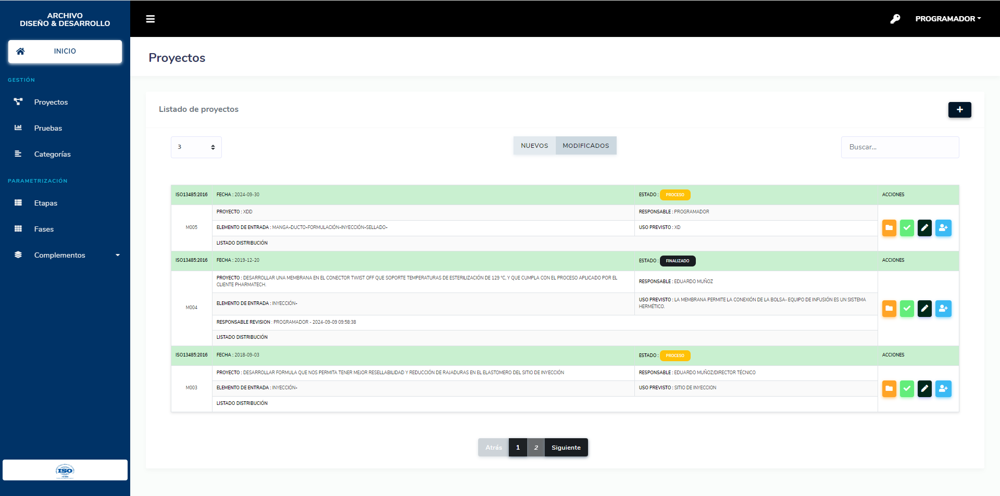 ARCHIVO
DISEÑO & DESARROLLO
PROGRAMADOR
INICIO
Proyectos
GESTIÓN
Proyectos
Pruebas
Categorías
PARAMETRIZACIÓN
Etapas
Fases
Complementos
ISO
Listado de proyectos
+
3
NUEVOS
MODIFICADOS
Buscar...
ISO13485:2016 FECHA : 2024-09-30 ESTADO : PROCESO ACCIONES
M005
PROYECTO : XDD RESPONSABLE : PROGRAMADOR
ELEMENTO DE ENTRADA : MANGA-DUCTO-FORMULACIÓN-INYECCIÓN-SELLADO- USO PREVISTO : XD
LISTADO DISTRIBUCIÓN
ISO13485:2016 FECHA : 2019-12-20 ESTADO : FINALIZADO ACCIONES
M004
PROYECTO : DESARROLLAR UNA MEMBRANA EN EL CONECTOR TWIST OFF QUE SOPORTE TEMPERATURAS DE ESTERILIZACIÓN DE 129 °C, Y QUE CUMPLA CON EL PROCESO APLICADO POR EL
CLIENTE PHARMATECH.
RESPONSABLE : EDUARDO MUÑOZ
ELEMENTO DE ENTRADA : INYECCIÓN-
USO PREVISTO : LA MEMBRANA PERMITE LA CONEXIÓN DE LA BOLSA- EQUIPO DE INFUSIÓN ES UN SISTEMA
HERMÉTICO.
RESPONSABLE REVISION : PROGRAMADOR - 2024-09-09 09:58:38
LISTADO DISTRIBUCIÓN
ISO13485:2016 FECHA : 2018-09-03 ESTADO : PROCESO ACCIONES
M003
PROYECTO : DESARROLLAR FORMULA QUE NOS PERMITA TENER MEJOR RESELLABILIDAD Y REDUCCIÓN DE RAJADURAS EN EL ELASTOMERO DEL SITIO DE INYECCIÓN RESPONSABLE : EDUARDO MUÑOZ/DIRECTOR TÉCNICO
ELEMENTO DE ENTRADA : INYECCIÓN- USO PREVISTO : SITIO DE INYECCION
LISTADO DISTRIBUCIÓN
Atrás 1 2 Siguiente